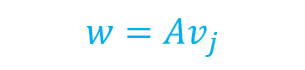 w = Av_j